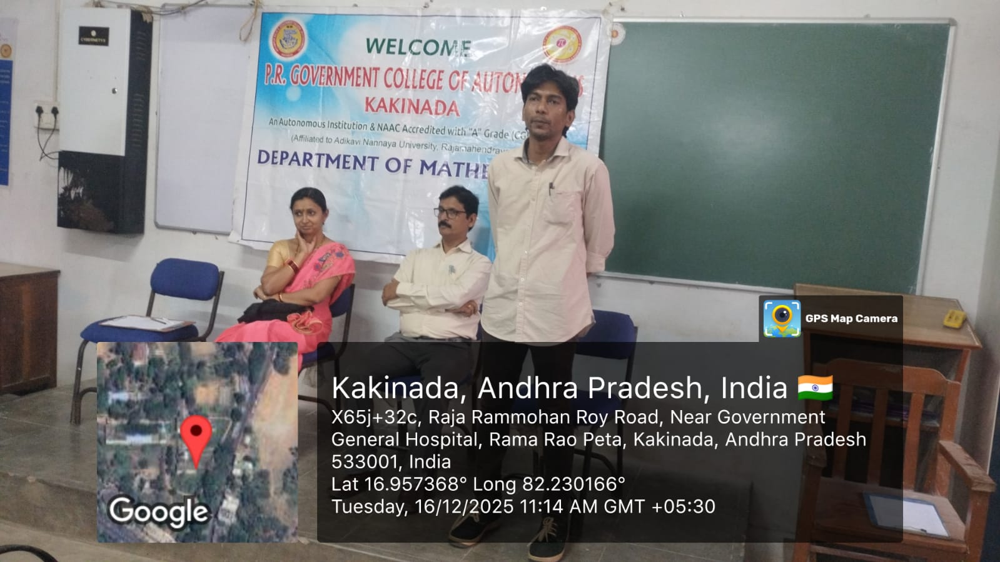 CYBERNETYX
WELCOME
P.R. GOVERNMENT COLLEGE OF
KAKINADA
An Autonomous Institution & NAAC Accredited with "A" Grade
(Affiliated to Adikavi Nannaya University,
DEPARTMENT OF
GPS Map Camera
Kakinada, Andhra Pradesh, India
X65j+32c, Raja Rammohan Roy Road, Near Government
General Hospital, Rama Rao Peta, Kakinada, Andhra Pradesh
533001, India
Lat 16.957368° Long 82.230166°
Tuesday, 16/12/2025 11:14 AM GMT +05:30
Google